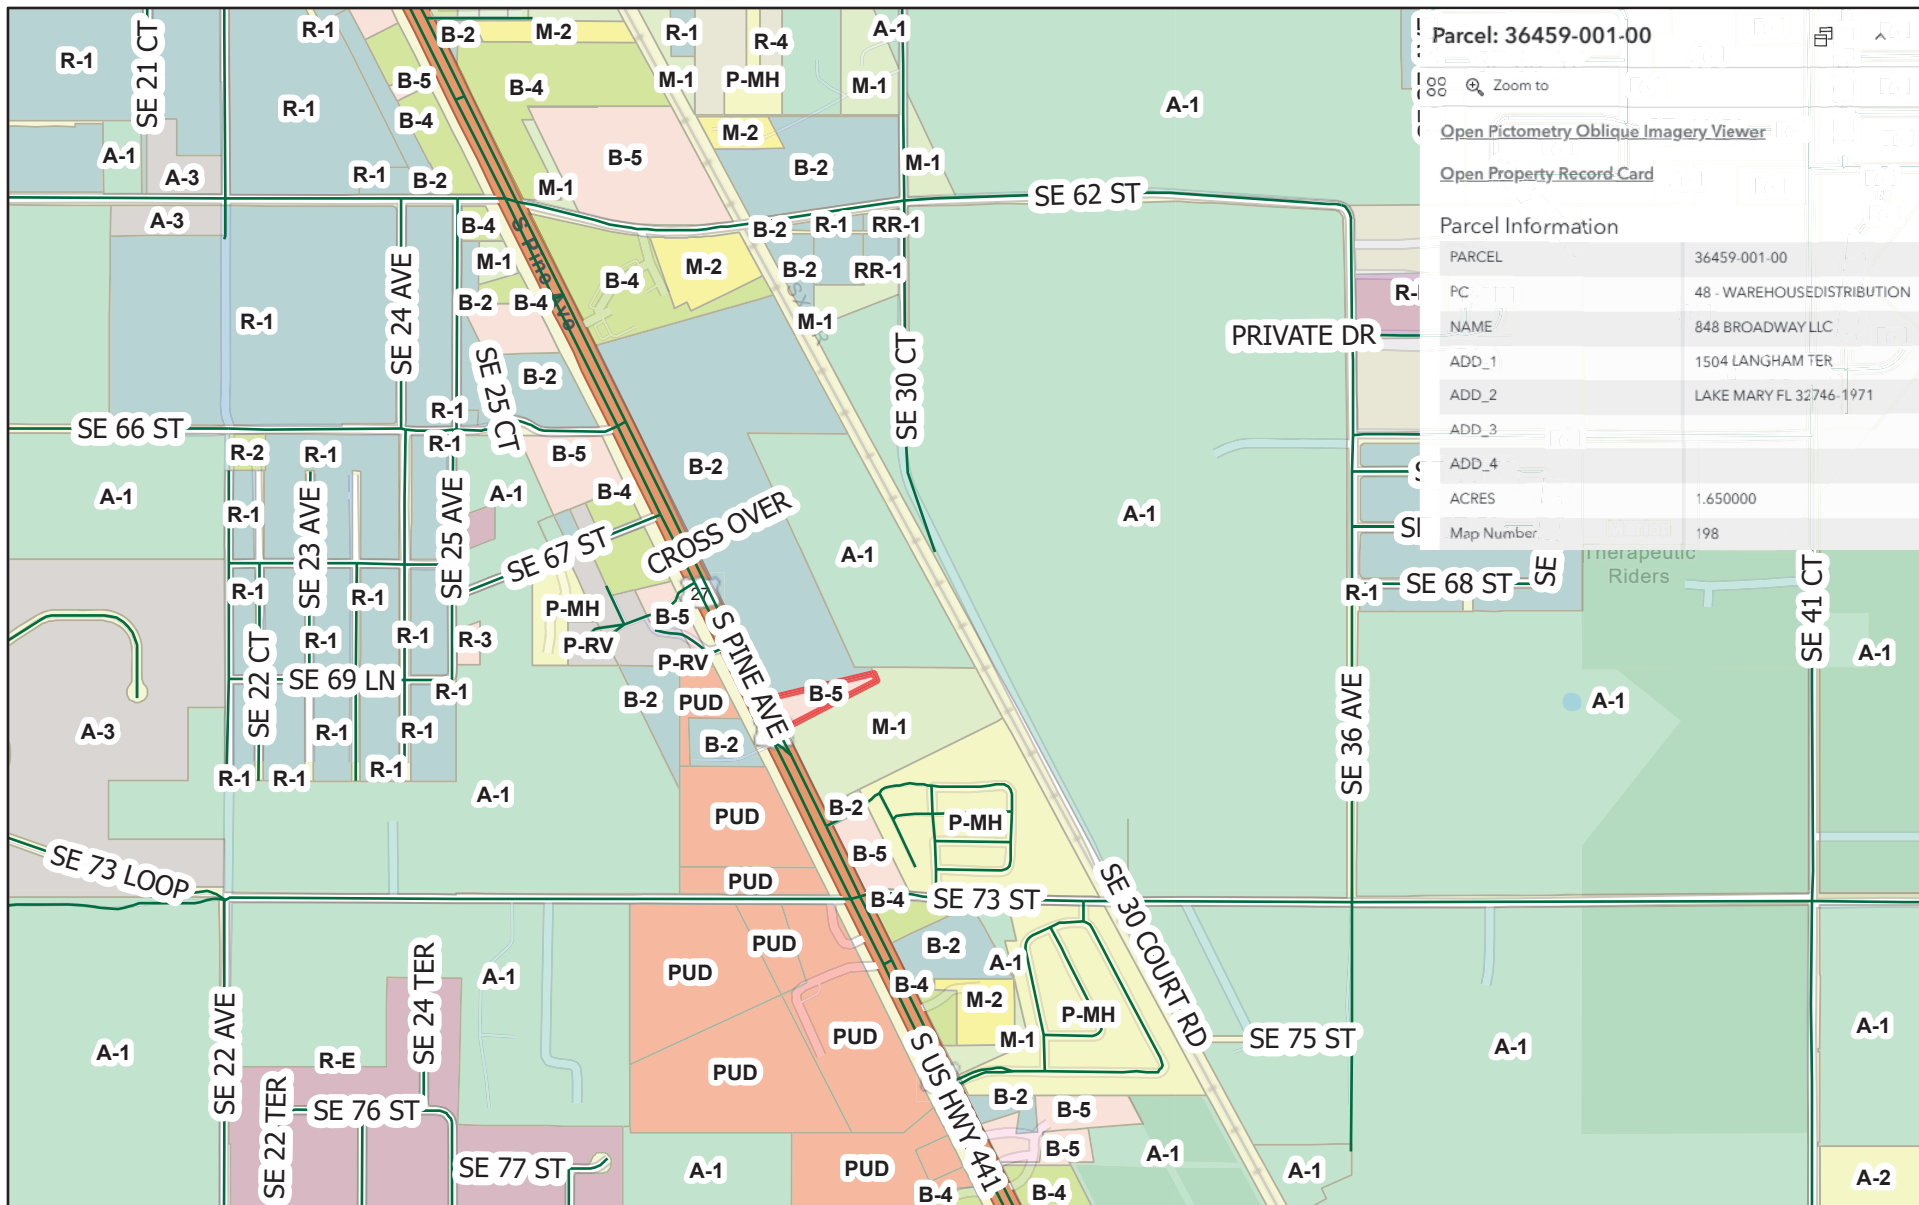 R-1
SE 21 CT
R-1
B-2
M-2
R-1
R-4
A-1
Parcel: 36459-001-00
R-1
B-5
B-4
M-1
P-MH
M-1
Zoom to
R-1
B-4
A-1
M-2
Open Pictometry Oblique Imagery Viewer
A-1
B-5
B-2
M-1
Open Property Record Card
A-3
R-1
B-2
M-1
SE 62 ST
A-3
B-4
S Pine Ave
B-2
R-1
RR-1
Parcel Information
PARCEL 36459-001-00
M-1
B-4
M-2
B-2
RR-1
PC 48 - WAREHOUSEDISTRIBUTION
SE 24 AVE
B-2
B-4
R-1
M-1
NAME 848 BROADWAY LLC
PRIVATE DR
ADD_1 1504 LANGHAM TER
SE 25 CT
B-2
SE 30 CT
ADD_2 LAKE MARY FL 32746-1971
R-1
SE 66 ST
ADD_3
R-1
R-2
R-1
B-5
B-2
ADD_4
A-1
A-1
B-4
ACRES 1.650000
R-1
SE 23 AVE
SE 25 AVE
CROSS OVER
A-1
Map Number 198
SE 67 ST
A-1
Therapeutic
Riders
R-1
R-1
P-MH
27
R-1
SE 68 ST
SE
SE 41 CT
B-5
R-1
R-1
R-3
P-RV
P-RV
S PINE AVE
A-1
SE 22 CT
SE 69 LN
R-1
B-2
PUD
B-5
A-1
A-3
R-1
R-1
B-2
M-1
SE 36 AVE
R-1
R-1
R-1
A-1
PUD
B-2
P-MH
SE 73 LOOP
B-5
PUD
B-4
SE 73 ST
SE 30 COURT RD
PUD
B-2
A-1
PUD
A-1
SE 24 TER
B-4
M-2
P-MH
A-1
SE 22 AVE
R-E
PUD
M-1
SE 75 ST
A-1
A-1
PUD
S US HWY 441
B-2
B-5
SE 22 TER
SE 76 ST
B-5
SE 77 ST
A-1
PUD
A-1
A-1
A-2
B-4
B-4